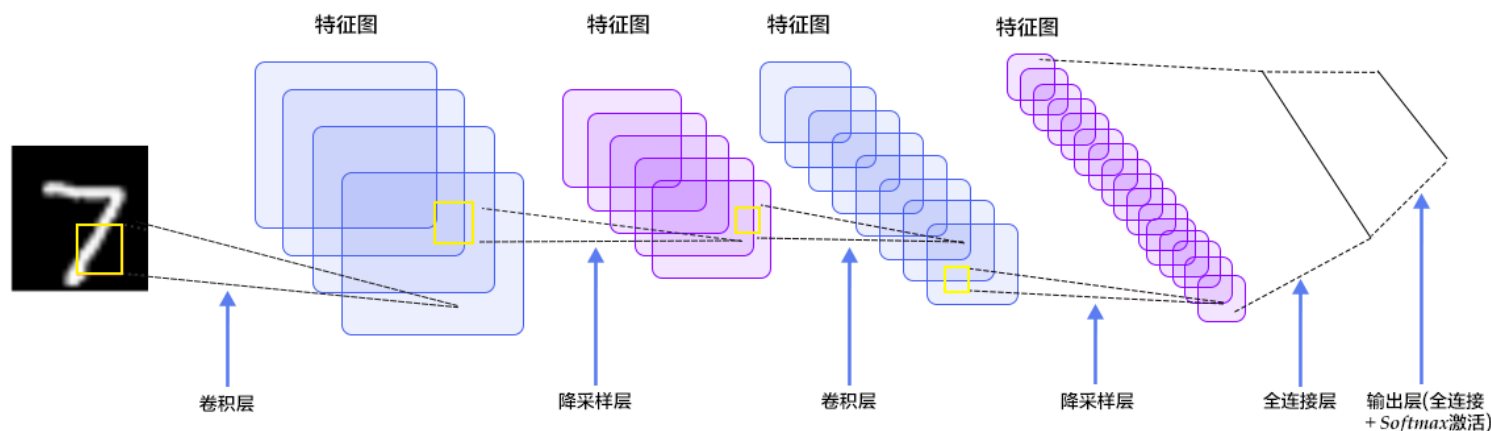 特征图
特征图
特征图
特征图
卷积层
降采样层
卷积层
降采样层
全连接层
输出层(全连接
+ Softmax激活)